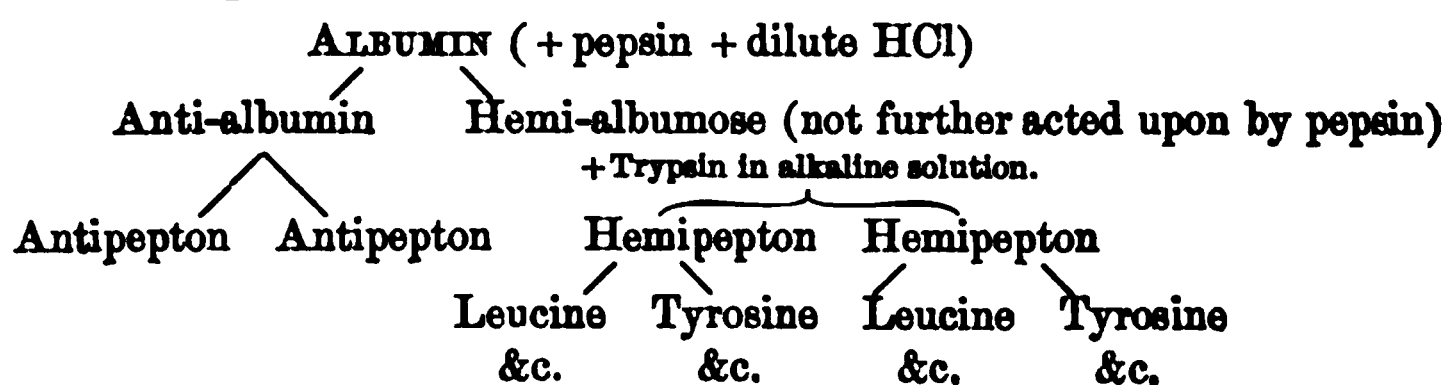 ALBUMIN (+ pepsin + dilute HCl)
Anti-albumin Hemi-albumose (not further acted upon by pepsin)
+ Trypsin in alkaline solution.
Antipepton Antipepton Hemipepton Hemipepton
Leucine Tyrosine Leucine Tyrosine
&c. &c. &c. &c.